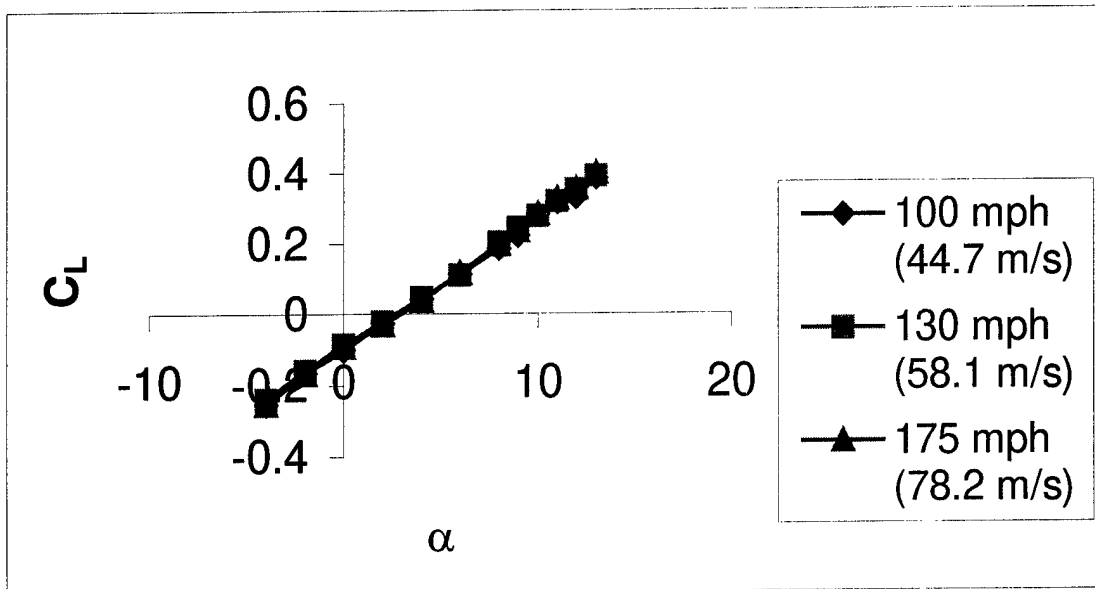 0.6
0.4
0.2
0
-0.2
-0.4
-10
0
10
20
C_L
α
100 mph
(44.7 m/s)
130 mph
(58.1 m/s)
175 mph
(78.2 m/s)